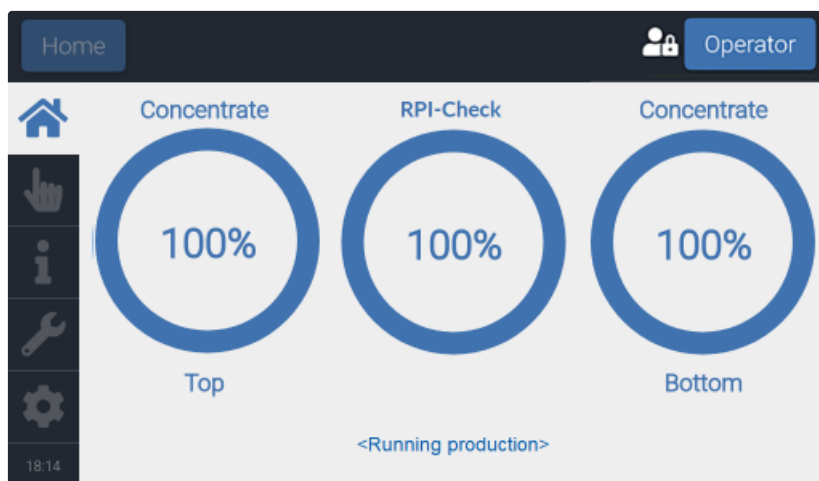 Home
Operator
Concentrate
RPI-Check
Concentrate
100%
100%
100%
Top
Bottom
<Running production>
18:14